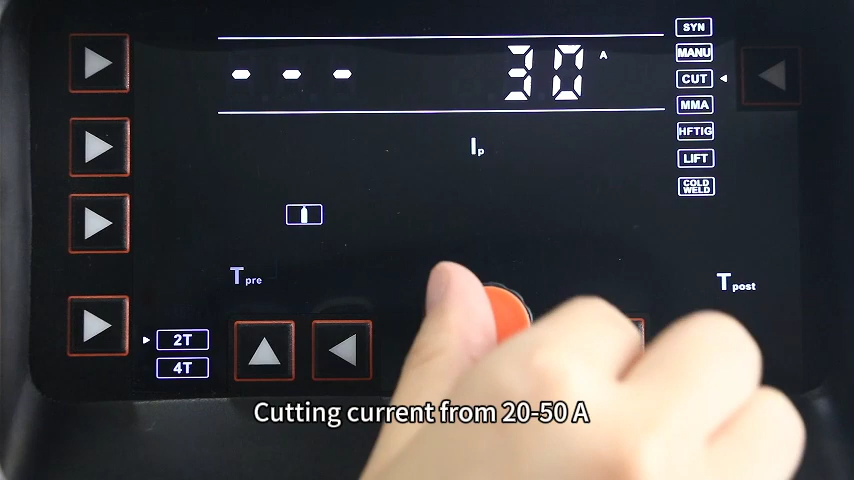 --- 30 A
SYN
MANU
CUT
MMA
HFTIG
LIFT
COLD
WELD
Ip
Tpre
Tpost
2T
4T
Cutting current from 20-50 A